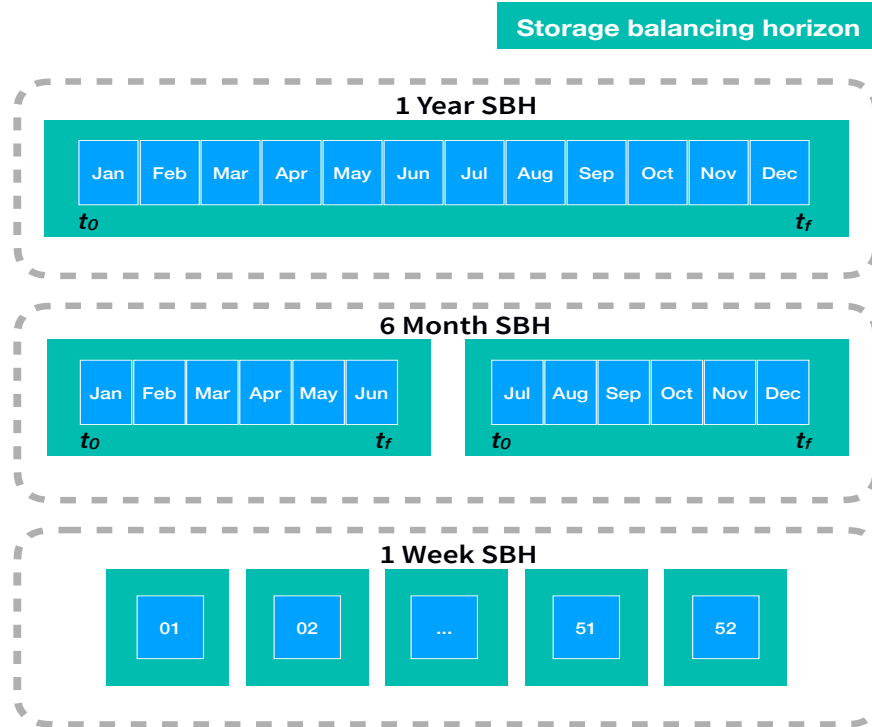 Storage balancing horizon
1 Year SBH
Jan Feb Mar Apr May Jun Jul Aug Sep Oct Nov Dec
t0 tf
6 Month SBH
Jan Feb Mar Apr May Jun Jul Aug Sep Oct Nov Dec
t0 tf t0 tf
1 Week SBH
01 02 ... 51 52